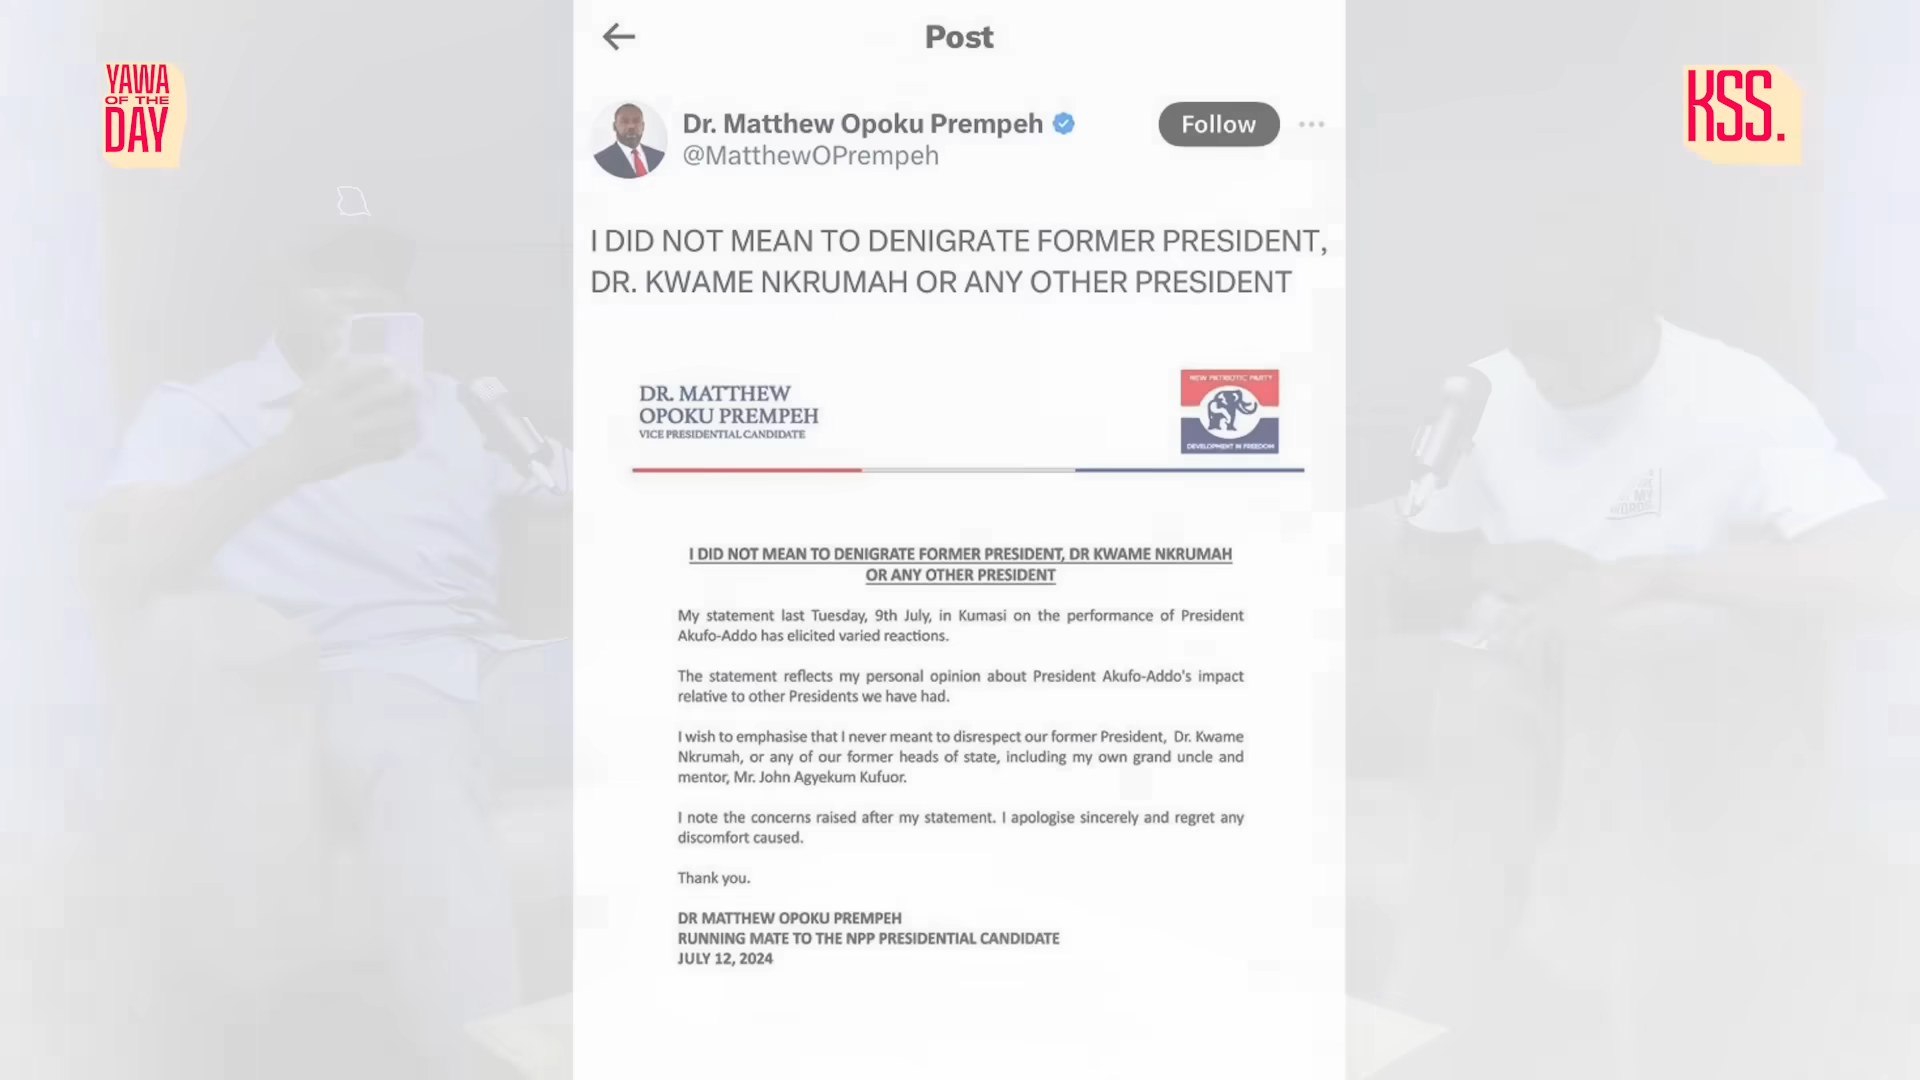 YAWA
OF THE
DAY
KSS.
Post
Dr. Matthew Opoku Prempeh
@MatthewOPrempeh
Follow
I DID NOT MEAN TO DENIGRATE FORMER PRESIDENT,
DR. KWAME NKRUMAH OR ANY OTHER PRESIDENT
DR. MATTHEW
OPOKU PREMPEH
VICE PRESIDENTIAL CANDIDATE
NEW PATRIOTIC PARTY
DEVELOPMENT IN FREEDOM
I DID NOT MEAN TO DENIGRATE FORMER PRESIDENT, DR KWAME NKRUMAH
OR ANY OTHER PRESIDENT
My statement last Tuesday, 9th July, in Kumasi on the performance of President
Akufo-Addo has elicited varied reactions.
The statement reflects my personal opinion about President Akufo-Addo's impact
relative to other Presidents we have had.
I wish to emphasise that I never meant to disrespect our former President, Dr. Kwame
Nkrumah, or any of our former heads of state, including my own grand uncle and
mentor, Mr. John Agyekum Kufuor.
I note the concerns raised after my statement. I apologise sincerely and regret any
discomfort caused.
Thank you.
DR MATTHEW OPOKU PREMPEH
RUNNING MATE TO THE NPP PRESIDENTIAL CANDIDATE
JULY 12, 2024